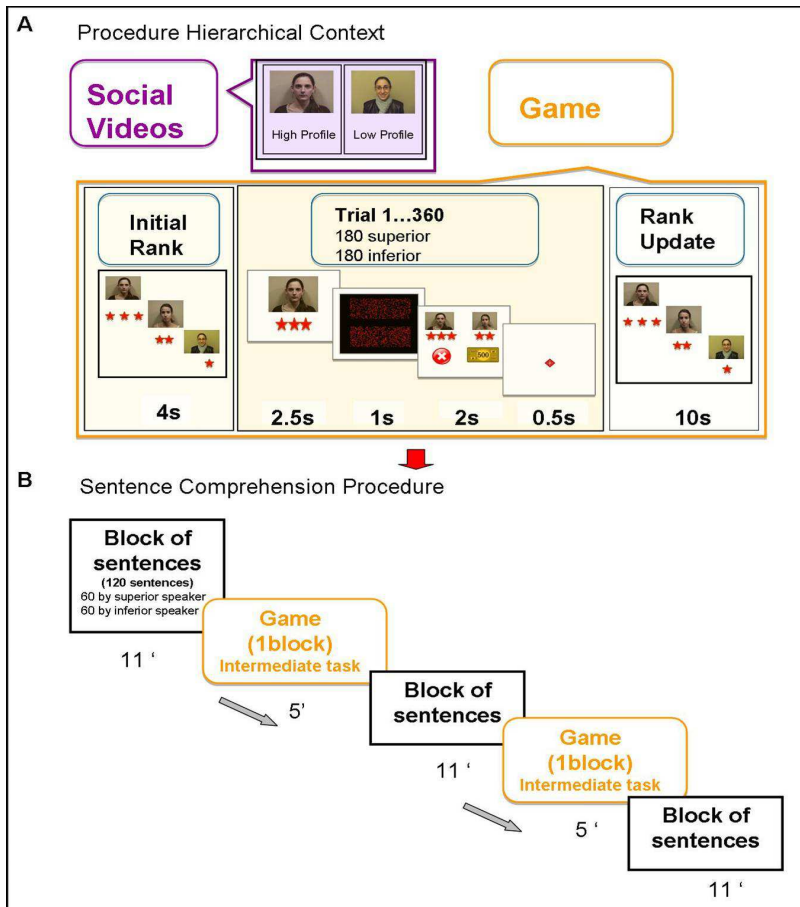 A
Procedure Hierarchical Context
Social
Videos
High Profile
Low Profile
Game
Initial
Rank
Trial 1...360
180 superior
180 inferior
Rank
Update
500
4s
2.5s
1s
2s
0.5s
10s
B
Sentence Comprehension Procedure
Block of
sentences
(120 sentences)
60 by superior speaker
60 by inferior speaker
11 ‘
Game
(1block)
Intermediate task
5’
Block of
sentences
11 ‘
Game
(1block)
Intermediate task
5 ‘
Block of
sentences
11 ‘